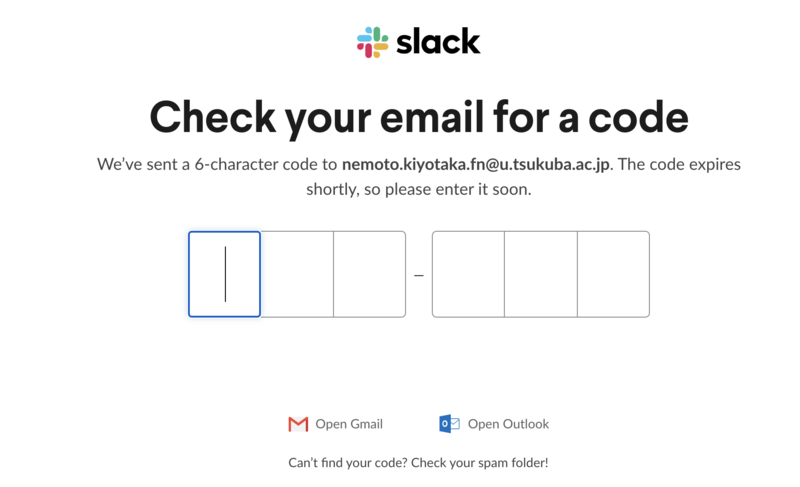 slack
Check your email for a code
We've sent a 6-character code to nemoto.kiyotaka.fn@u.tsukuba.ac.jp. The code expires
shortly, so please enter it soon.
–
Open Gmail
Open Outlook
Can't find your code? Check your spam folder!